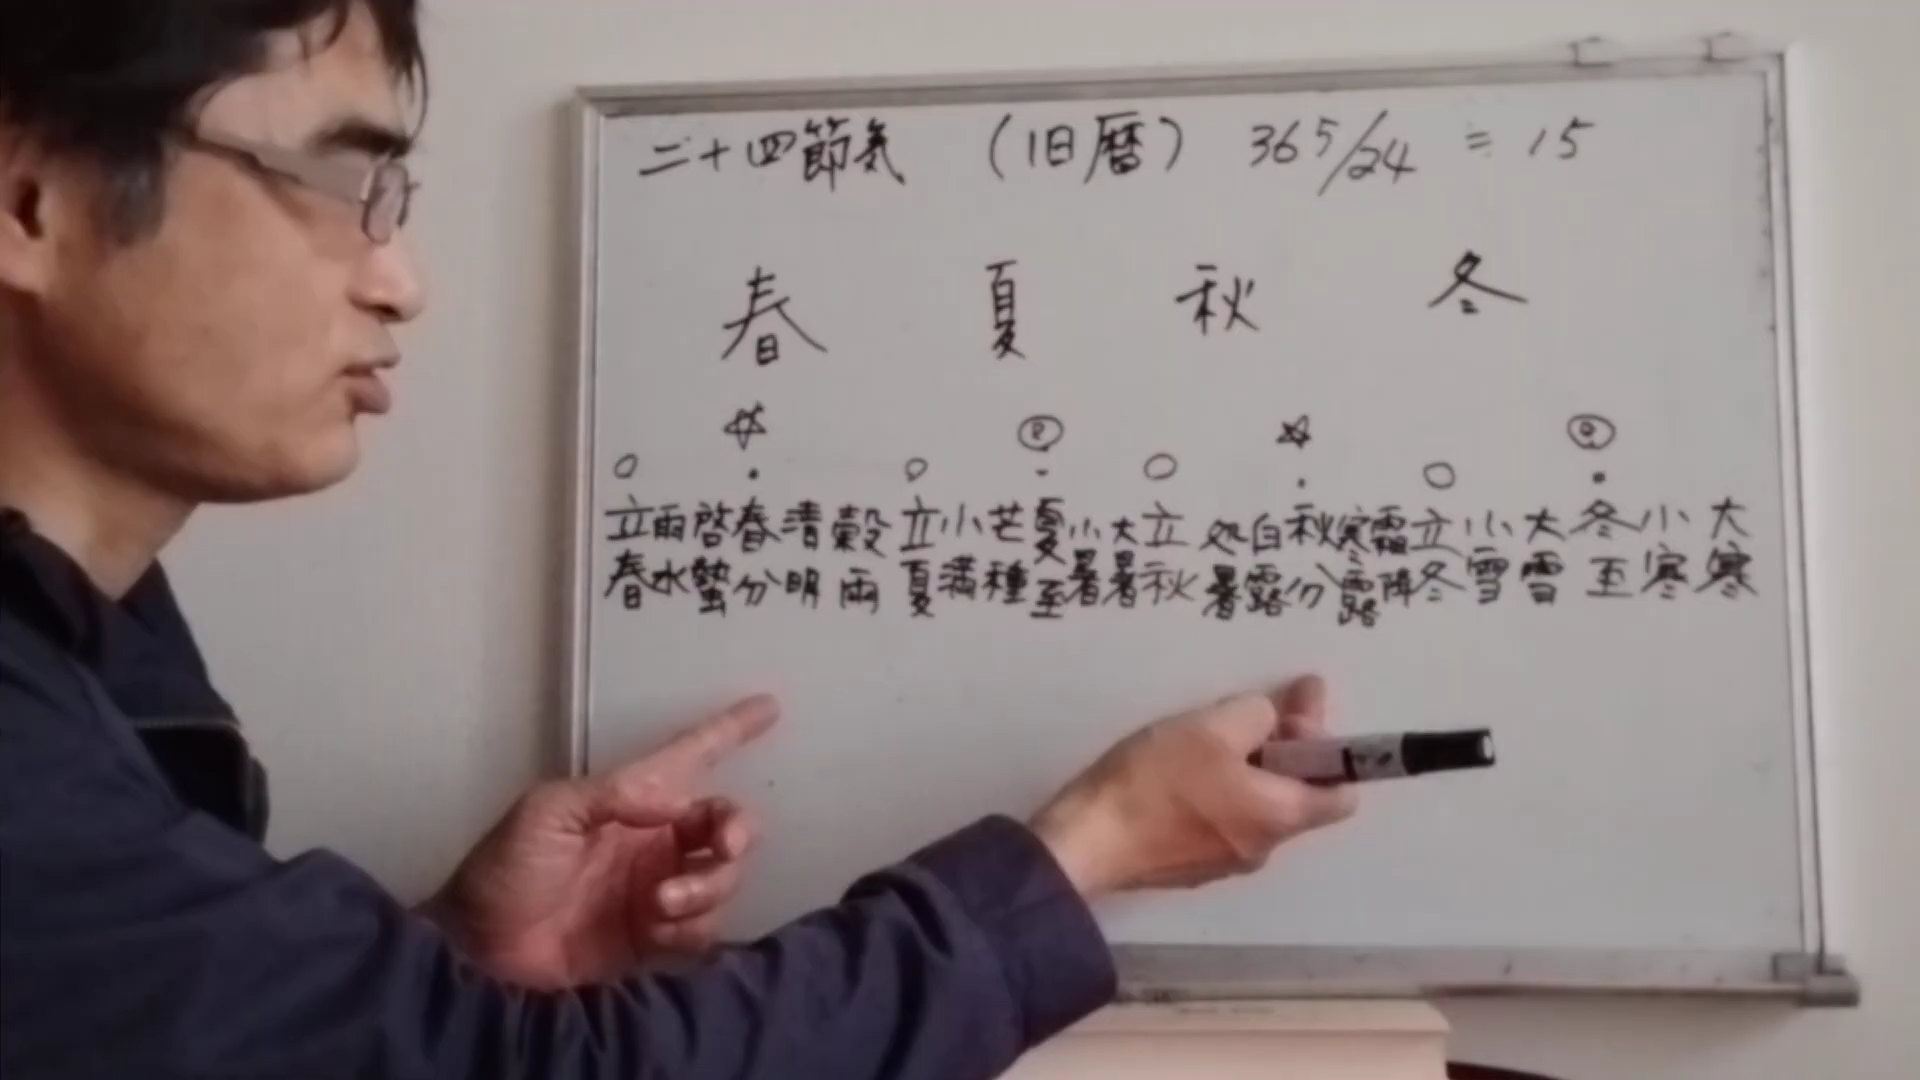 二十四節気 (旧暦) 365/24 ≒ 15
春 夏 秋 冬
立春 雨水 啓蟄 春分 清明 穀雨 立夏 小満 芒種 夏至 小暑 大暑 立秋 処暑 白露 秋分 寒露 霜降 立冬 小雪 大雪 冬至 小寒 大寒